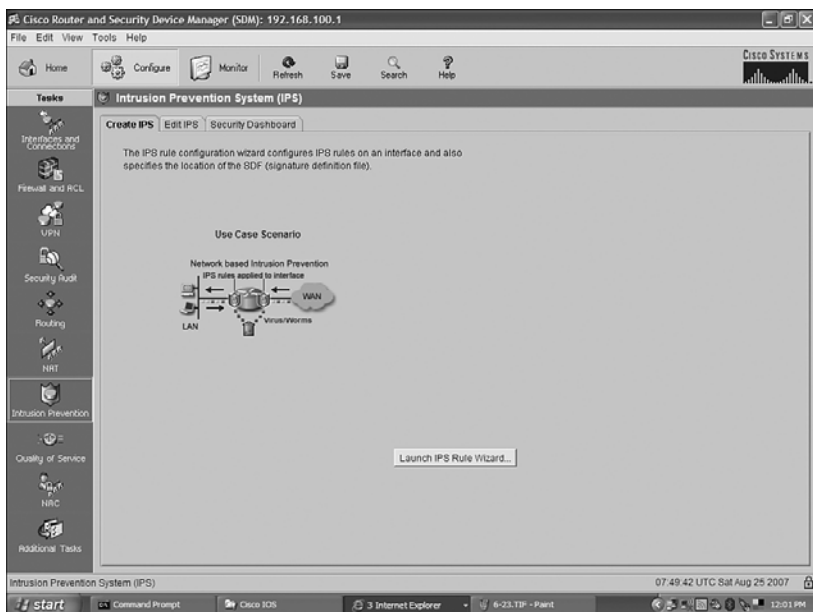 Cisco Router and Security Device Manager (SDM): 192.168.100.1
File Edit View Tools Help
Home Configure Monitor Refresh Save Search Help
CISCO SYSTEMS
Tasks
Intrusion Prevention System (IPS)
Create IPS Edit IPS Security Dashboard
The IPS rule configuration wizard configures IPS rules on an interface and also
specifies the location of the SDF (signature definition file).
Use Case Scenario
Network based Intrusion Prevention
IPS rules applied to interface
WAN
LAN
Virus/Worms
Launch IPS Rule Wizard...
Interfaces and
Connections
Firewall and ACL
VPN
Security Audit
Routing
NAT
Intrusion Prevention
Quality of Service
NAC
Additional Tasks
Intrusion Prevention System (IPS)
07:49:42 UTC Sat Aug 25 2007
start
Command Prompt
Cisco IOS
3 Internet Explorer
6-23.TIF - Paint
12:01 PM